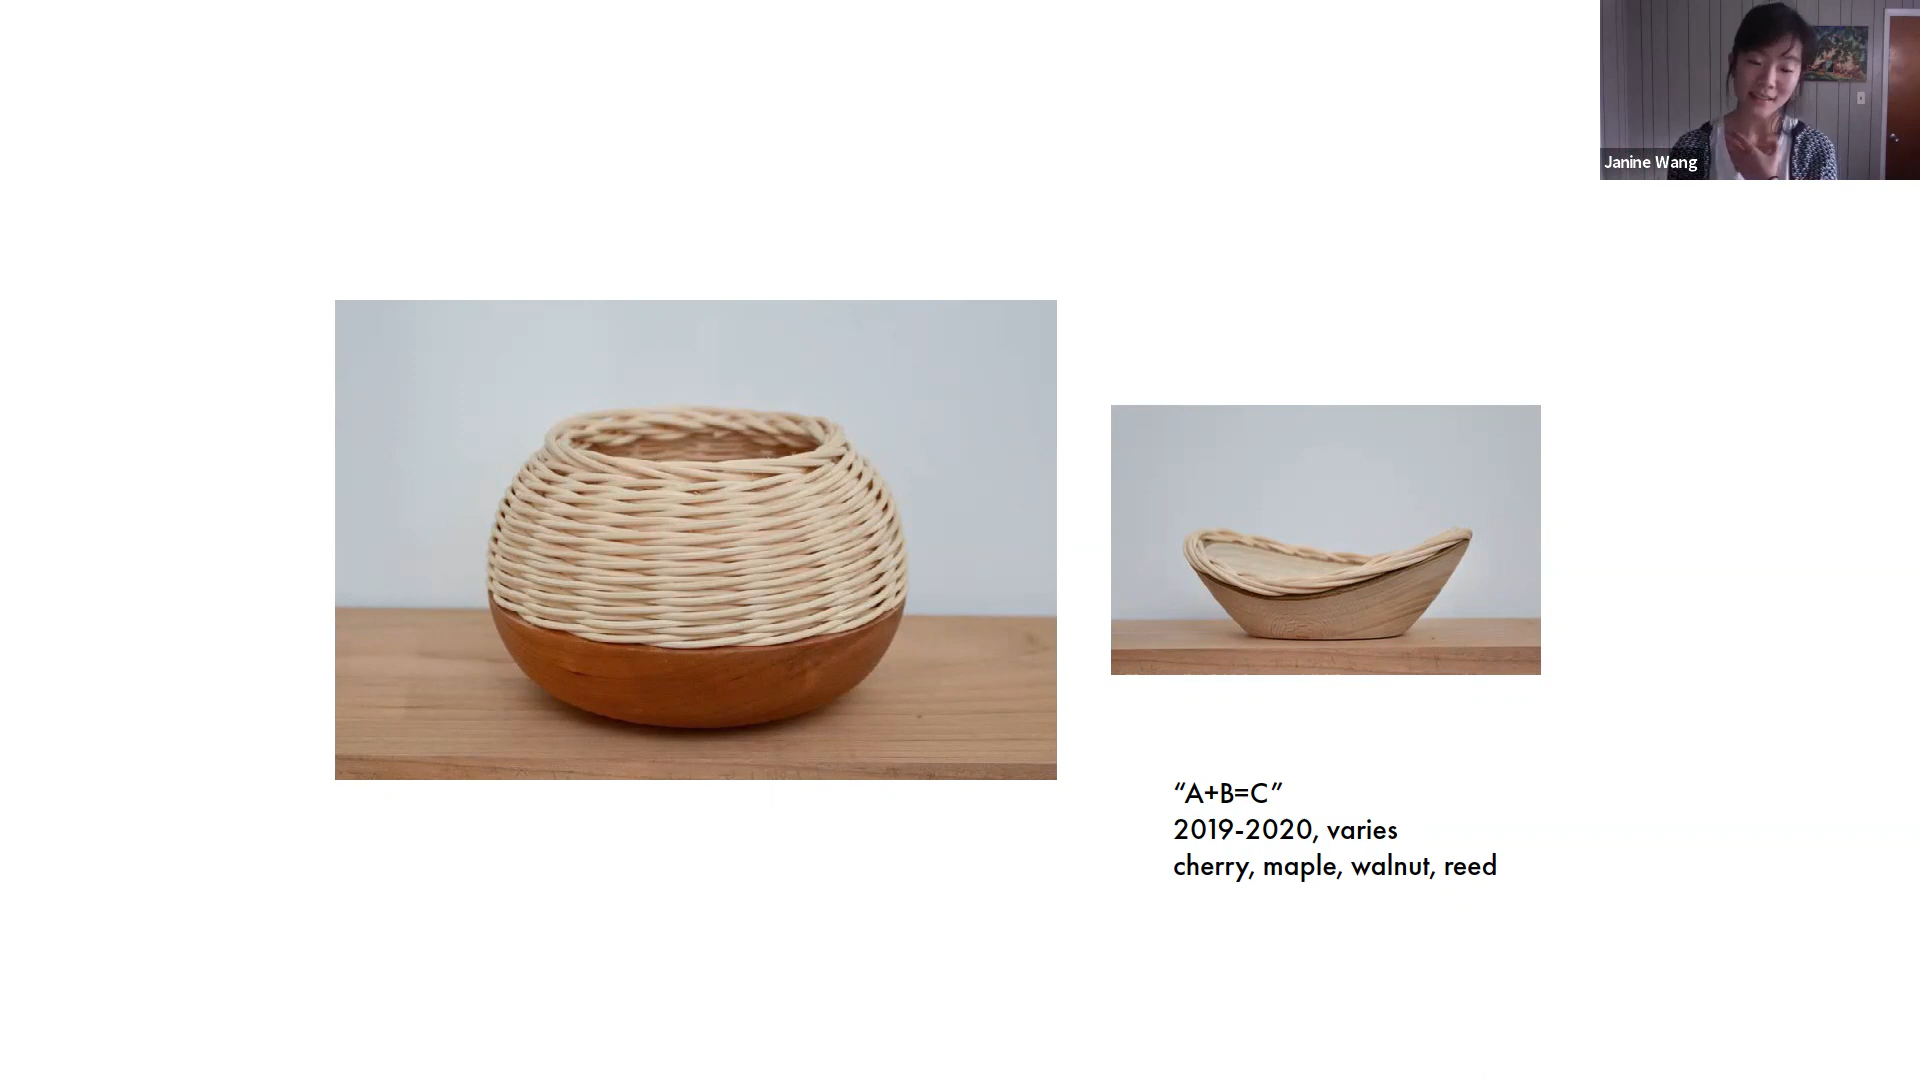 Janine Wang
“A+B=C”
2019-2020, varies
cherry, maple, walnut, reed